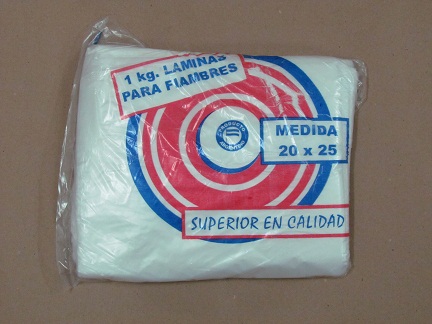 1 kg. LAMINAS
PARA FIAMBRES
MEDIDA
20 x 25
SUPERIOR EN CALIDAD